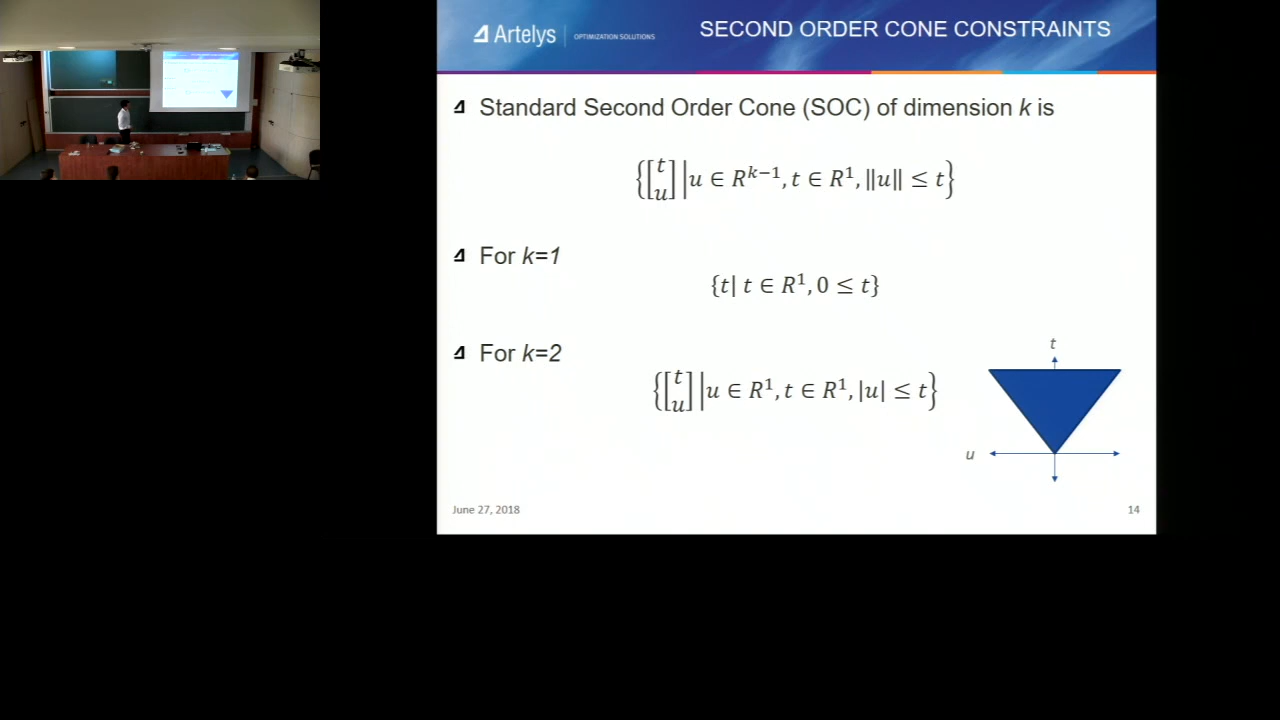 Artelys
OPTIMIZATION SOLUTIONS
SECOND ORDER CONE CONSTRAINTS
Standard Second Order Cone (SOC) of dimension k is
{[t u] | u ∈ R^{k−1}, t ∈ R^1, ‖u‖ ≤ t}
For k=1
{t| t ∈ R^1, 0 ≤ t}
For k=2
{[t u] | u ∈ R^1, t ∈ R^1, |u| ≤ t}
t
u
June 27, 2018
14